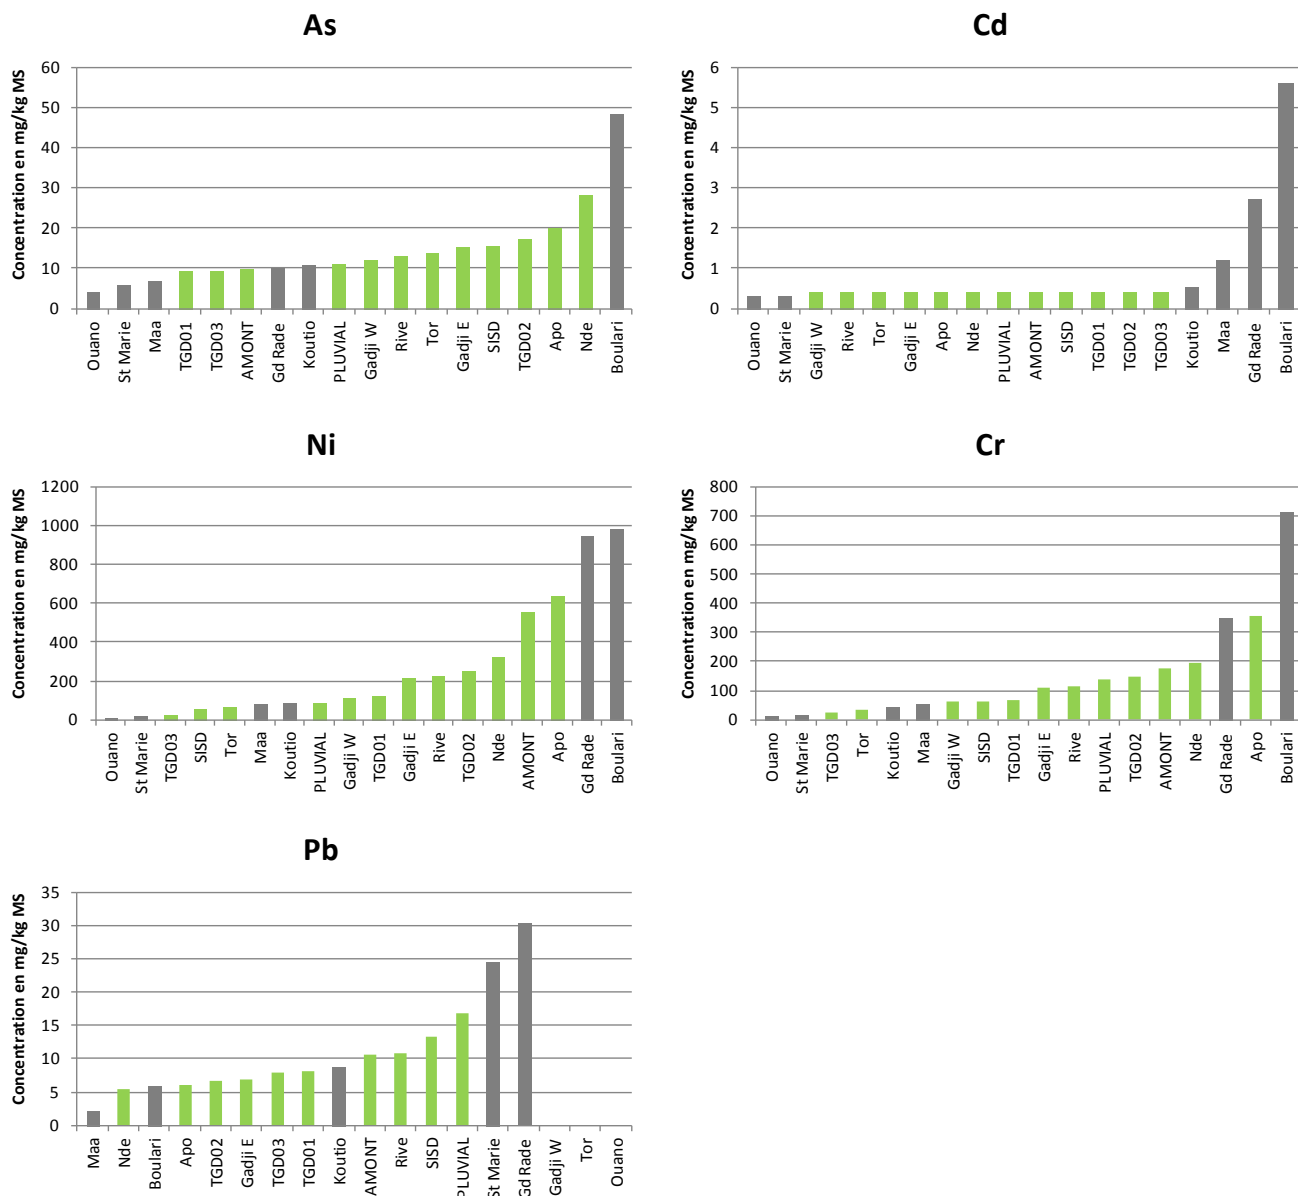 As
Concentration en mg/kg MS
60
50
40
30
20
10
0
Ouano
St Marie
Maa
TGD01
TGD03
AMONT
Gd Rade
Koutio
PLUVIAL
Gadji W
Rive
Tor
Gadji E
SISD
TGD02
Apo
Nde
Boulari
Cd
Concentration en mg/kg MS
6
5
4
3
2
1
0
Ouano
St Marie
Gadji W
Rive
Tor
Gadji E
Apo
Nde
PLUVIAL
AMONT
SISD
TGD01
TGD02
TGD03
Koutio
Maa
Gd Rade
Boulari
Ni
Concentration en mg/kg MS
1200
1000
800
600
400
200
0
Ouano
St Marie
TGD03
SISD
Tor
Maa
Koutio
PLUVIAL
Gadji W
TGD01
Gadji E
Rive
TGD02
Nde
AMONT
Apo
Gd Rade
Boulari
Cr
Concentration en mg/kg MS
800
700
600
500
400
300
200
100
0
Ouano
St Marie
TGD03
Tor
Koutio
Maa
Gadji W
SISD
TGD01
Gadji E
Rive
PLUVIAL
TGD02
AMONT
Nde
Gd Rade
Apo
Boulari
Pb
Concentration en mg/kg MS
35
30
25
20
15
10
5
0
Maa
Nde
Boulari
Apo
TGD02
Gadji E
TGD03
TGD01
Koutio
AMONT
Rive
SISD
PLUVIAL
St Marie
Gd Rade
Gadji W
Tor
Ouano